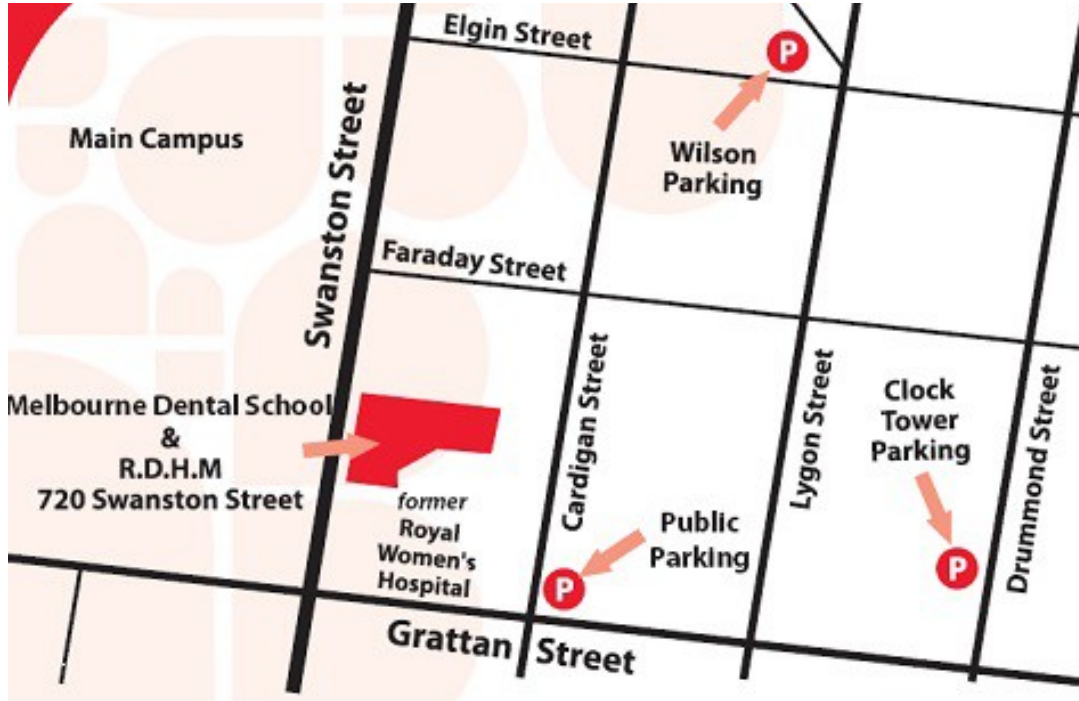 Elgin Street
P
Main Campus
Swanston Street
Wilson
Parking
Faraday Street
Melbourne Dental School
&
R.D.H.M
720 Swanston Street
Cardigan Street
Lygon Street
Clock
Tower
Parking
Drummond Street
former
Royal
Women's
Hospital
Public
Parking
P
P
Grattan Street